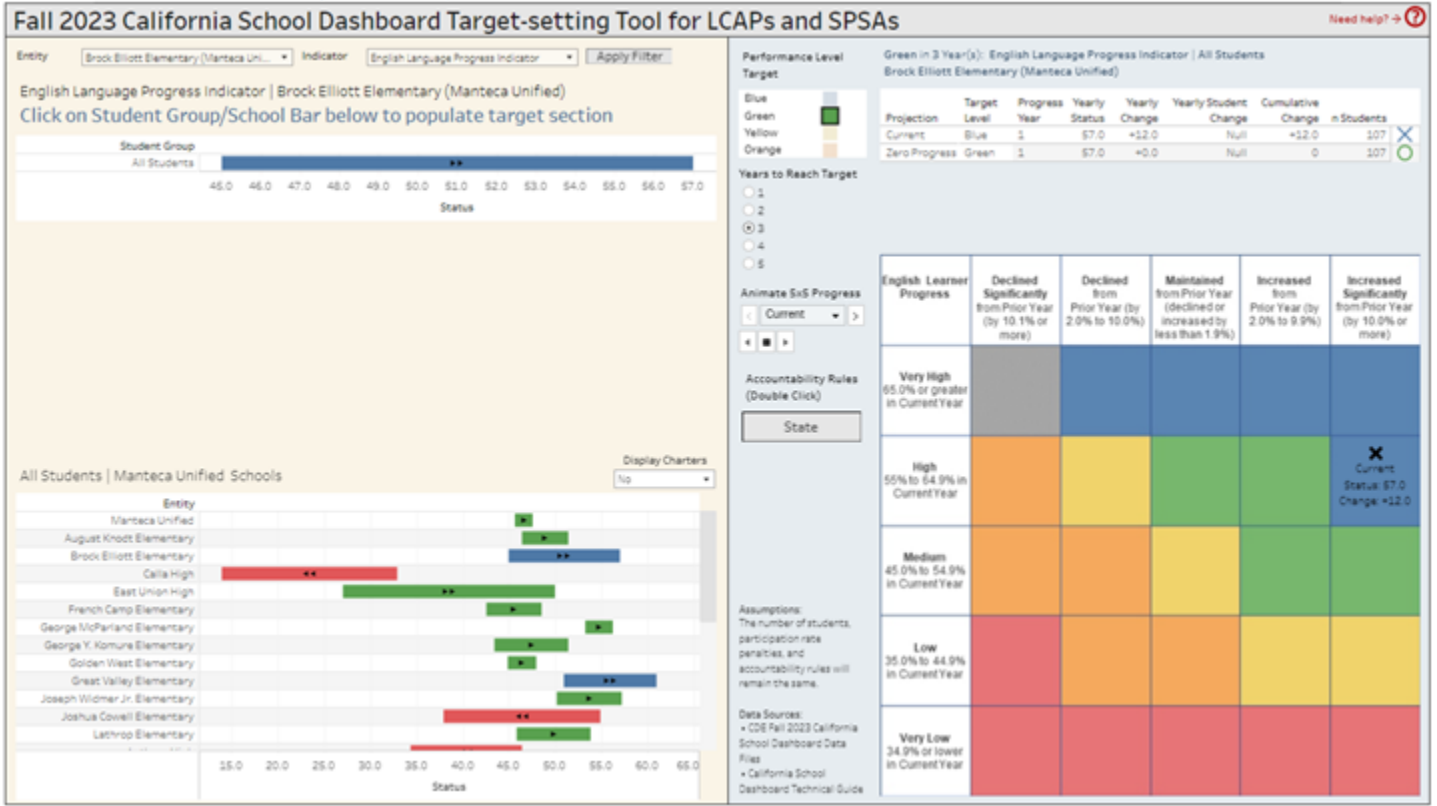 Fall 2023 California School Dashboard Target-setting Tool for LCAPs and SPSAs
Need help? →
?
Entity
Brock Elliott Elementary (Manteca Uni...
Indicator
English Language Progress Indicator
Apply Filter
English Language Progress Indicator | Brock Elliott Elementary (Manteca Unified)
Click on Student Group/School Bar below to populate target section
Student Group
All Students
45.0 46.0 47.0 48.0 49.0 50.0 51.0 52.0 53.0 54.0 55.0 56.0 57.0
Status
All Students | Manteca Unified Schools
Display Charters
No
Entity
Manteca Unified
August Knodt Elementary
Brock Elliott Elementary
Calla High
East Union High
French Camp Elementary
George McParland Elementary
George Y. Komure Elementary
Golden West Elementary
Great Valley Elementary
Joseph Widmer Jr. Elementary
Joshua Cowell Elementary
Lathrop Elementary
15.0 20.0 25.0 30.0 35.0 40.0 45.0 50.0 55.0 60.0 65.0
Status
Performance Level
Target
Blue
Green
Yellow
Orange
Years to Reach Target
1
2
3
4
5
Animate 5x5 Progress
Current
Accountability Rules
(Double Click)
State
Assumptions:
The number of students,
participation rate
penalties, and
accountability rules will
remain the same.
Data Sources:
• CDE Fall 2023 California
School Dashboard Data
Files
• California School
Dashboard Technical Guide
Green in 3 Year(s): English Language Progress Indicator | All Students
Brock Elliott Elementary (Manteca Unified)
Projection Target Level Progress Year Yearly Status Yearly Change Yearly Student Change Cumulative Change n Students
Current Blue 1 57.0 +12.0 Null +12.0 107
Zero Progress Green 1 57.0 +0.0 Null 0 107
English Learner
Progress
Declined
Significantly
from Prior Year
(by 10.1% or
more)
Declined
from
Prior Year (by
2.0% to 10.0%)
Maintained
from Prior Year
(declined or
increased by
less than 1.9%)
Increased
from
Prior Year (by
2.0% to 9.9%)
Increased
Significantly
from Prior Year
(by 10.0% or
more)
Very High
65.0% or greater
in Current Year
High
55% to 64.9% in
Current Year
Current
Status: 57.0
Change: +12.0
Medium
45.0% to 54.9%
in Current Year
Low
35.0% to 44.9%
in Current Year
Very Low
34.9% or lower
in Current Year